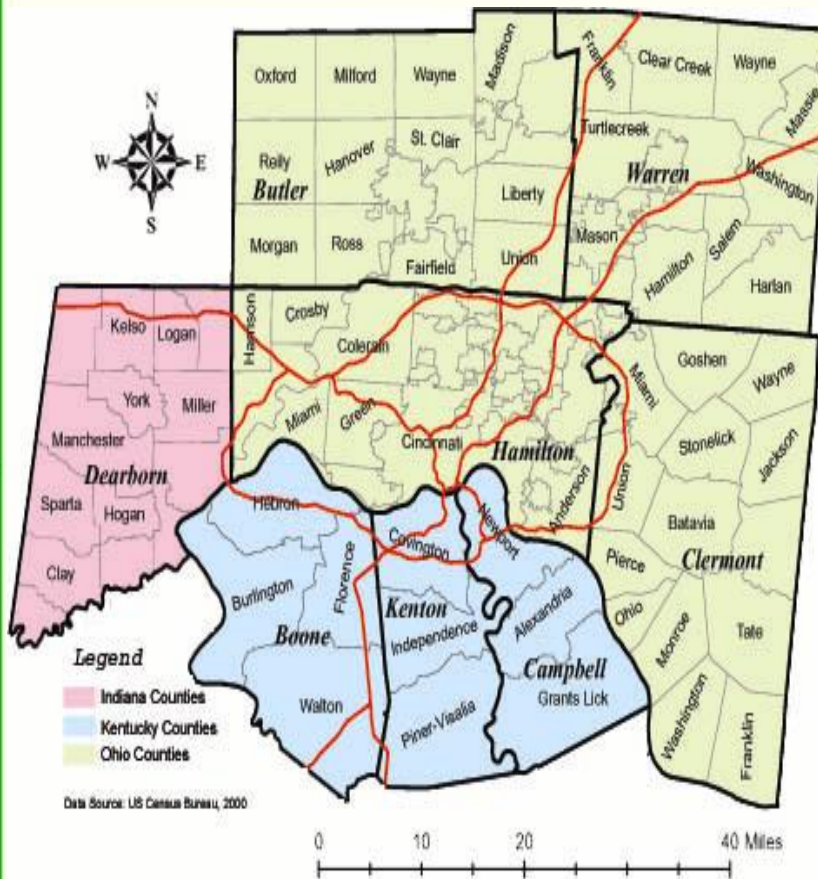 Oxford
Milford
Wayne
Madison
Franklin
Clear Creek
Wayne
Massie
N
W
E
S
Reily
Hanover
St. Clair
Turtlecreek
Butler
Liberty
Warren
Washington
Morgan
Ross
Fairfield
Union
Mason
Hamilton
Salem
Harlan
Kelso
Logan
Harrison
Crosby
Colerain
Goshen
Wayne
Miami
York
Miller
Miami
Green
Cincinnati
Hamilton
Stonelick
Jackson
Manchester
Dearborn
Anderson
Union
Sparta
Hogan
Hebron
Covington
Newport
Batavia
Clay
Pierce
Clermont
Burlington
Florence
Kenton
Alexandria
Ohio
Monroe
Tate
Boone
Independence
Campbell
Grants Lick
Walton
Piner-Visalia
Washington
Franklin
Legend
Indiana Counties
Kentucky Counties
Ohio Counties
Data Source: US Census Bureau, 2000
0 10 20 40 Miles